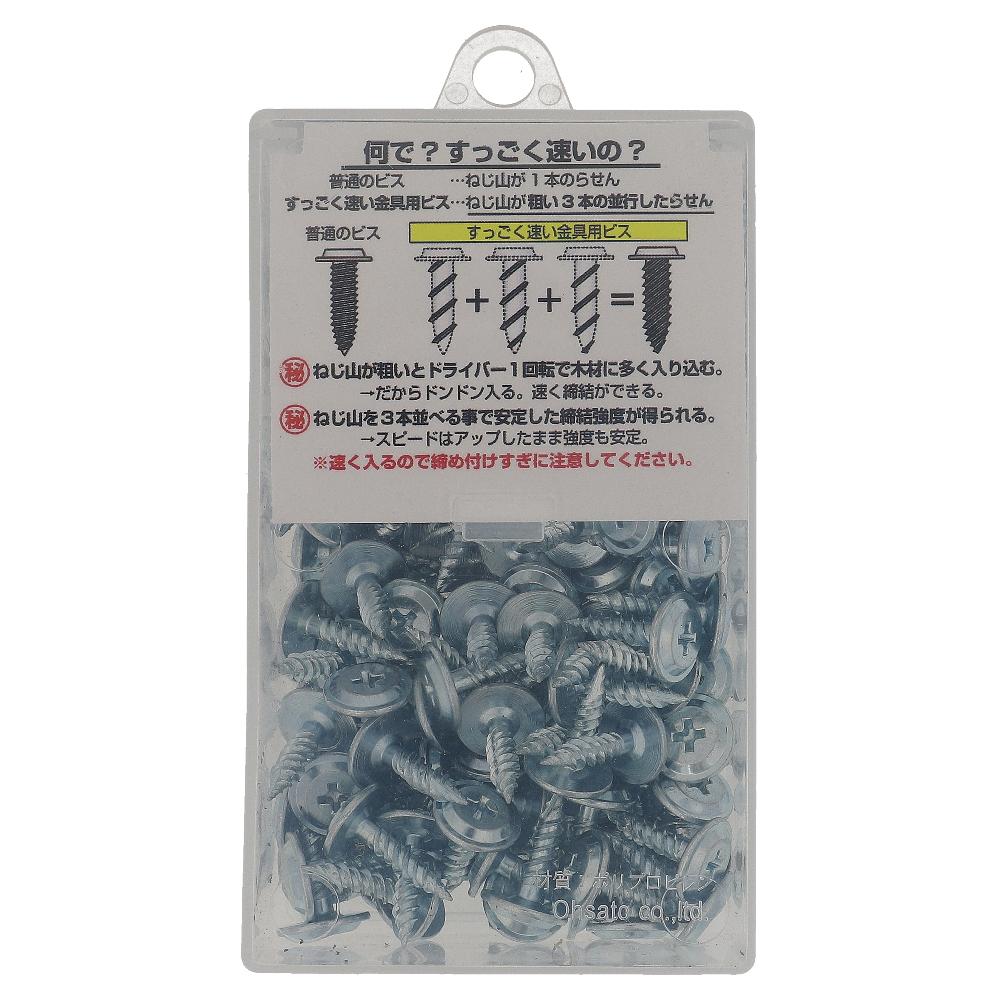 何で？すっごく速いの？
普通のビス …ねじ山が１本のらせん
すっごく速い金具用ビス…ねじ山が粗い３本の並行したらせん
普通のビス
すっごく速い金具用ビス
＋ ＋ ＝
㊙ ねじ山が粗いとドライバー１回転で木材に多く入り込む。
→だからドンドン入る。速く締結ができる。
㊙ ねじ山を３本並べる事で安定した締結強度が得られる。
→スピードはアップしたまま強度も安定。
※速く入るので締め付けすぎに注意してください。
材質：ポリプロピレン
Ohsato co.,ltd.